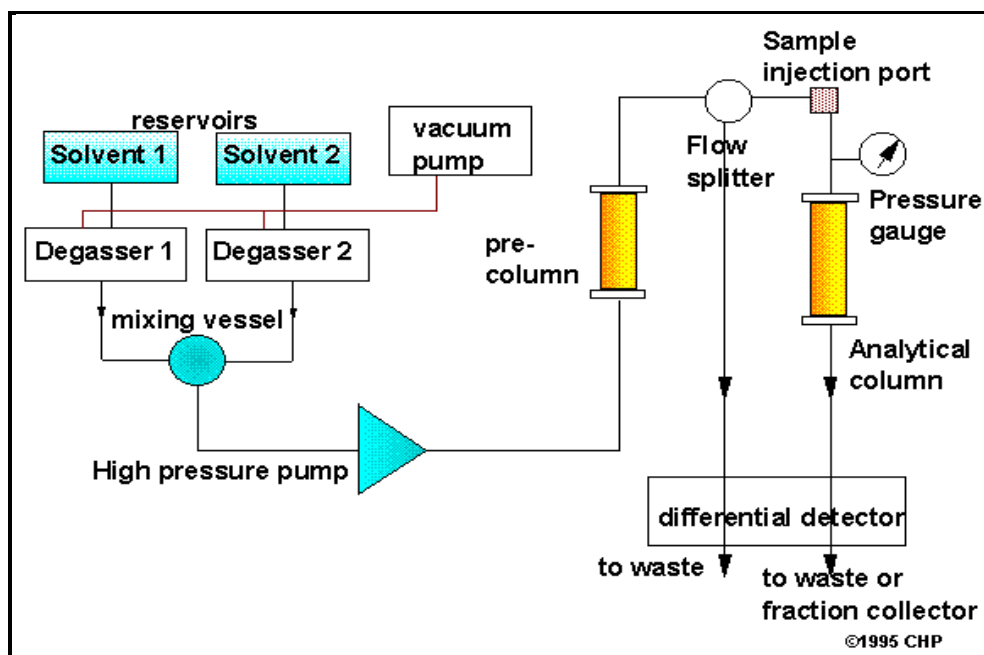 reservoirs
Solvent 1
Solvent 2
vacuum
pump
Degasser 1
Degasser 2
mixing vessel
High pressure pump
pre-
column
Flow
splitter
Sample
injection port
Pressure
gauge
Analytical
column
differential detector
to waste
to waste or
fraction collector
©1995 CHP